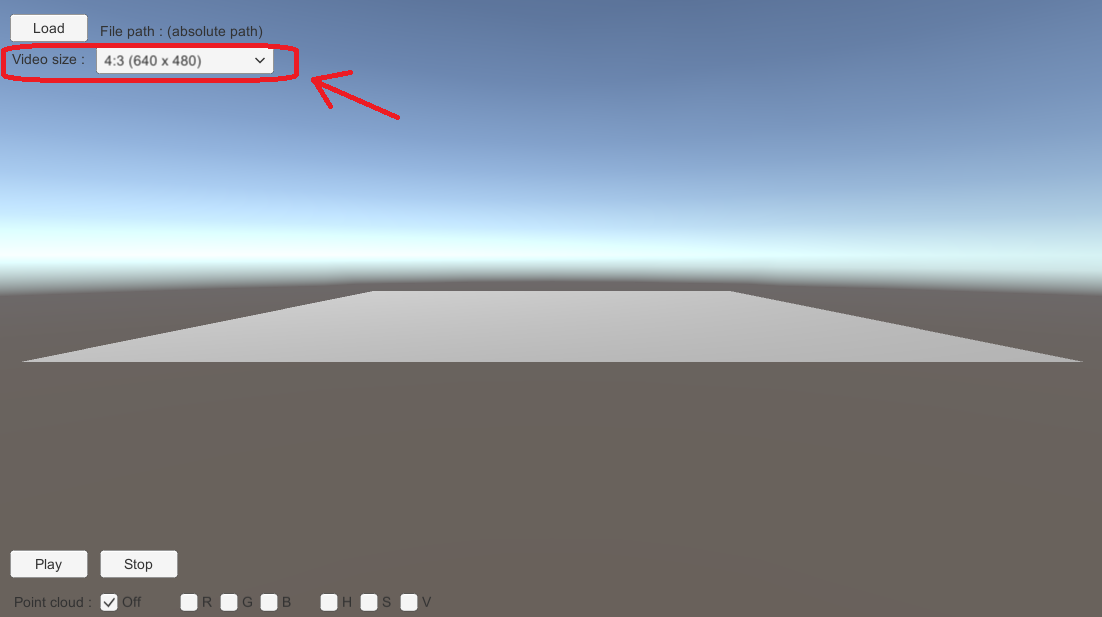 Load File path : (absolute path)
Video size : 4:3 (640 x 480)
Play Stop
Point cloud : Off R G B H S V